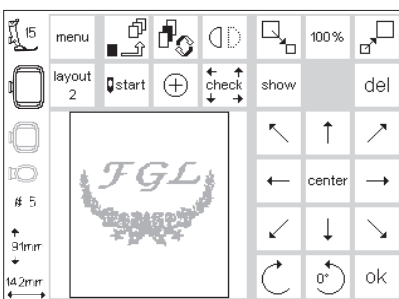 15 menu 100%
layout
2
start check show del
FGL
center
# 5
91mm
142mm
0° ok